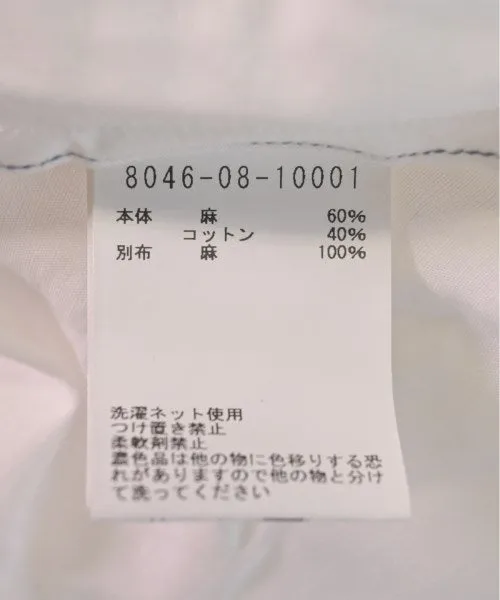 8046-08-10001
本体 麻 60%
コットン 40%
別布 麻 100%
洗濯ネット使用
つけ置き禁止
柔軟剤禁止
濃色品は他の物に色移りする恐
れがありますので他の物と分け
て洗ってください